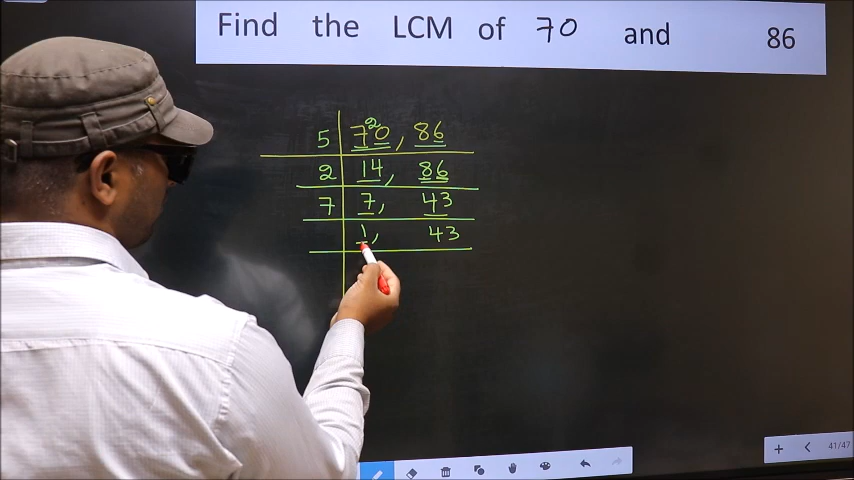 Find the LCM of 70 and 86
2
5 70, 86
2 14, 86
7 7, 43
1, 43
41/47